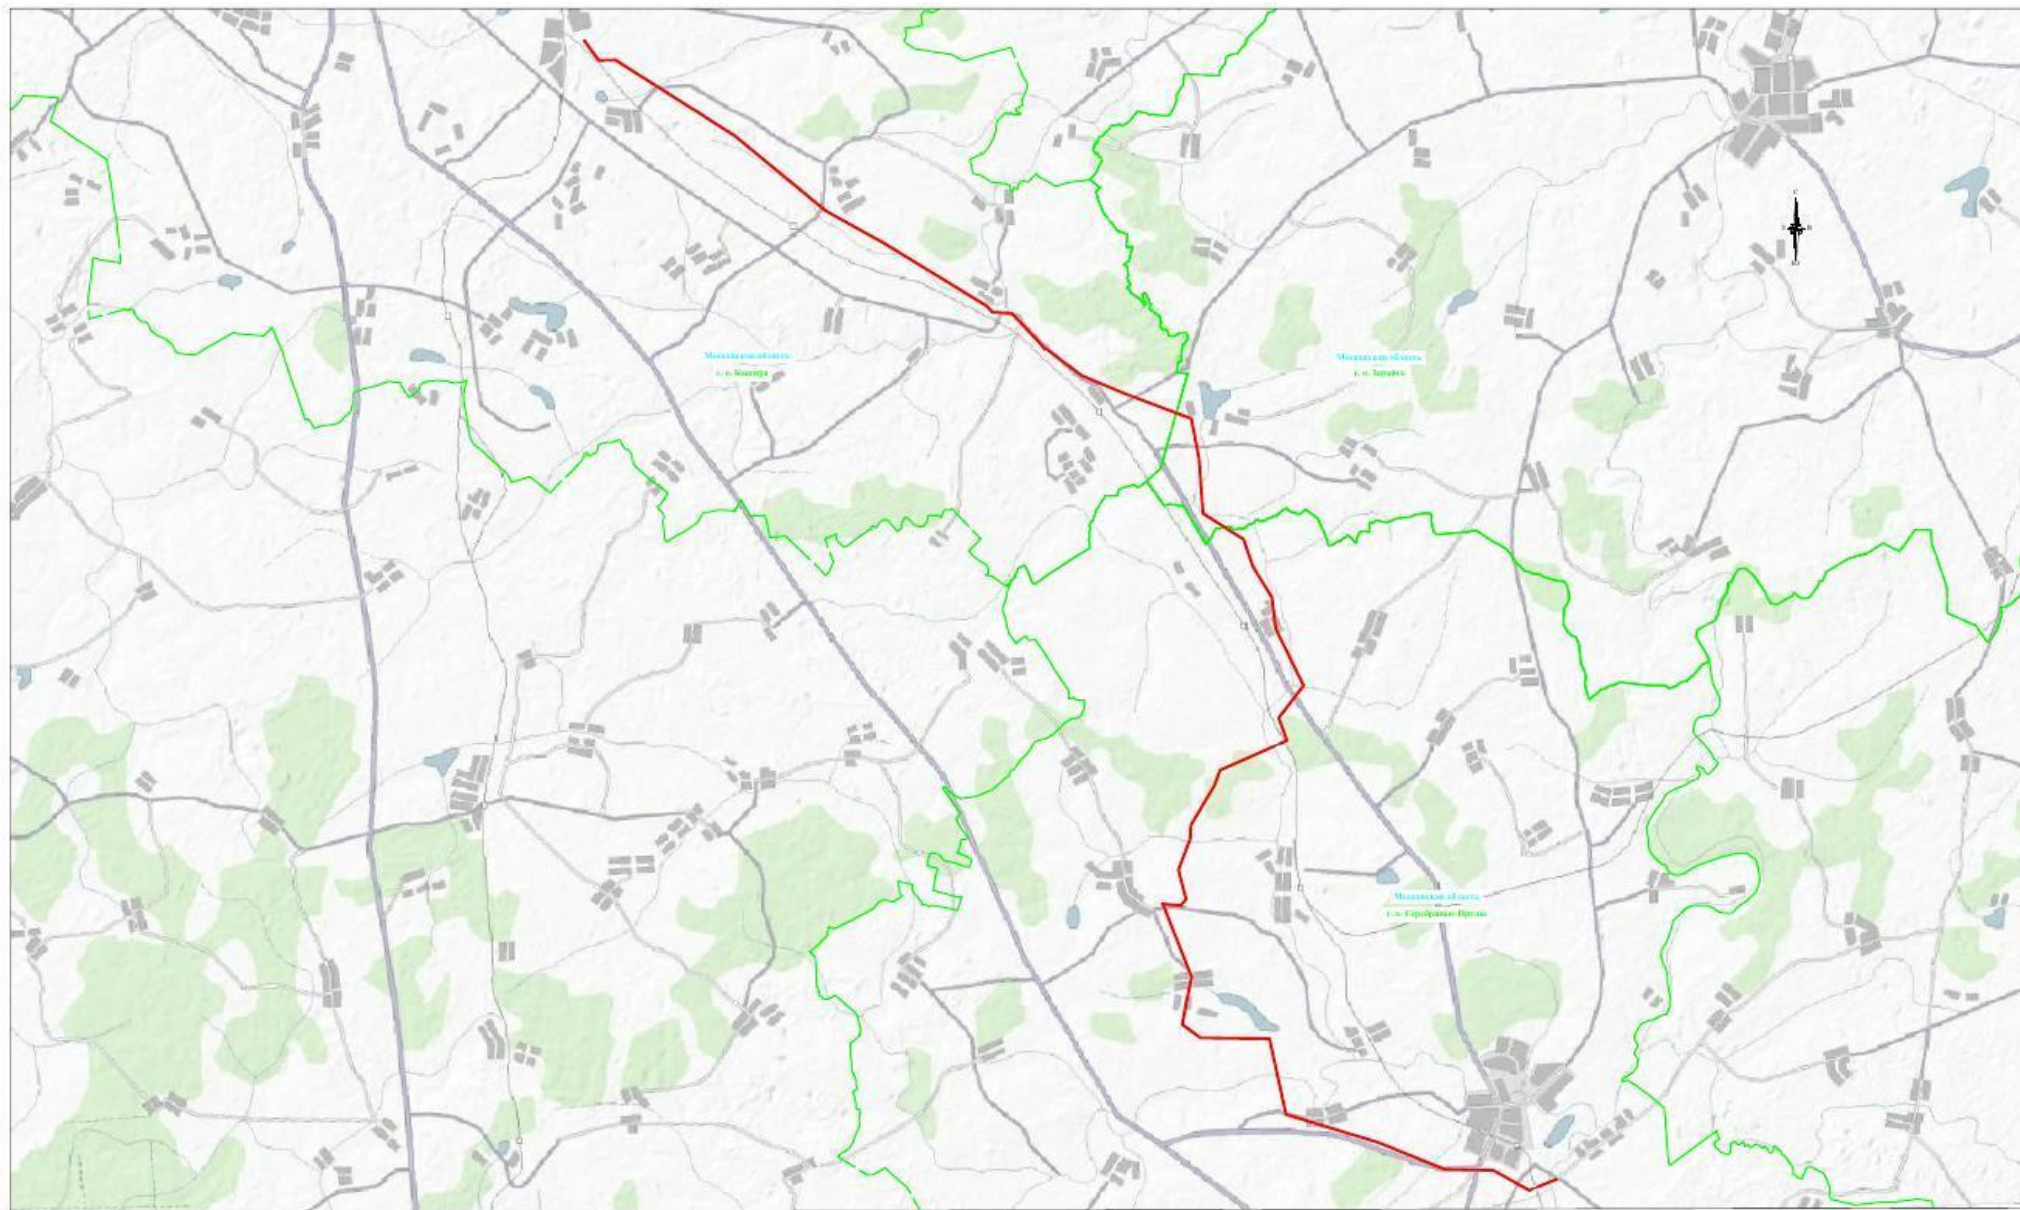 С
Московская область
г. о. Кашира
Московская область
г. о. Зарайск
Московская область
г. о. Серебряные Пруды